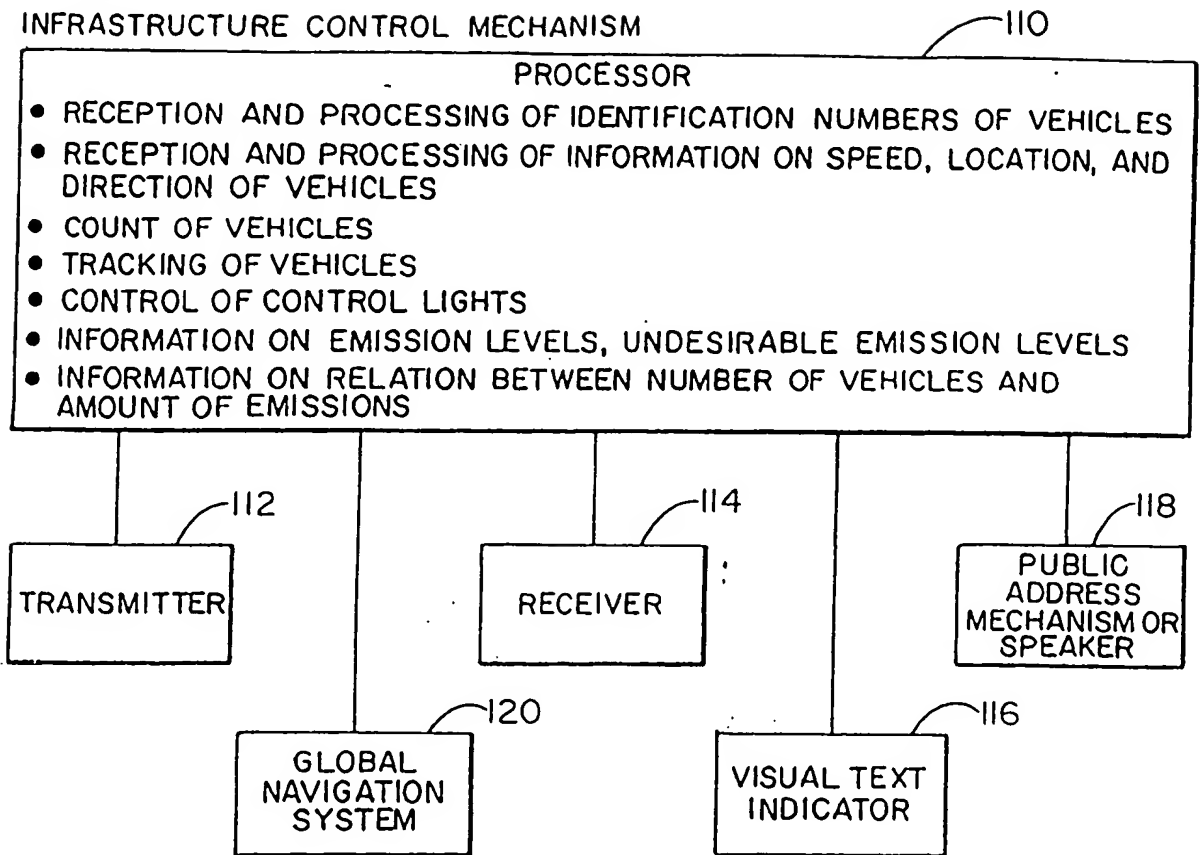 INFRASTRUCTURE CONTROL MECHANISM
110
PROCESSOR
• RECEPTION AND PROCESSING OF IDENTIFICATION NUMBERS OF VEHICLES
• RECEPTION AND PROCESSING OF INFORMATION ON SPEED, LOCATION, AND
DIRECTION OF VEHICLES
• COUNT OF VEHICLES
• TRACKING OF VEHICLES
• CONTROL OF CONTROL LIGHTS
• INFORMATION ON EMISSION LEVELS, UNDESIRABLE EMISSION LEVELS
• INFORMATION ON RELATION BETWEEN NUMBER OF VEHICLES AND
AMOUNT OF EMISSIONS
112
TRANSMITTER
114
RECEIVER
118
PUBLIC
ADDRESS
MECHANISM OR
SPEAKER
120
GLOBAL
NAVIGATION
SYSTEM
116
VISUAL TEXT
INDICATOR